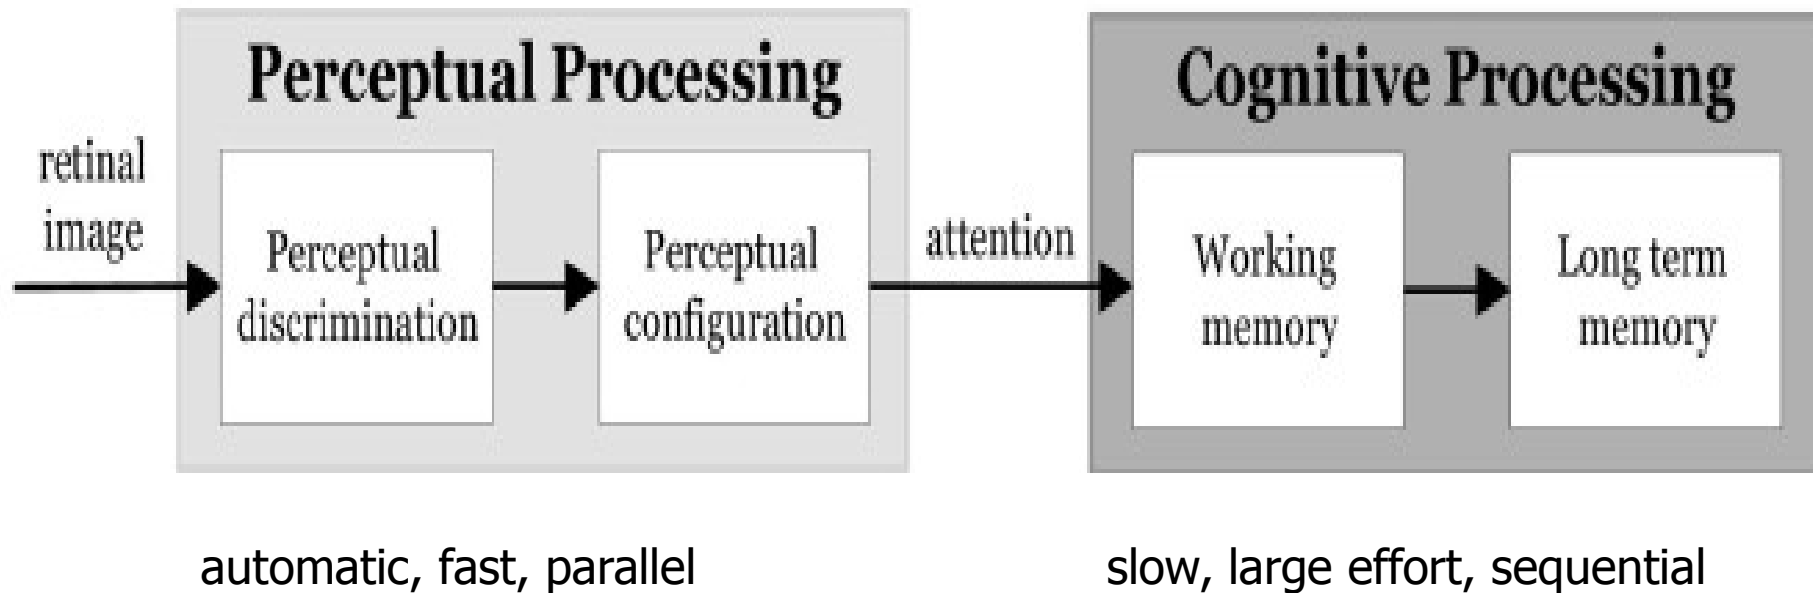 Perceptual Processing
Cognitive Processing
retinal
image
Perceptual
discrimination
Perceptual
configuration
attention
Working
memory
Long term
memory
automatic, fast, parallel
slow, large effort, sequential